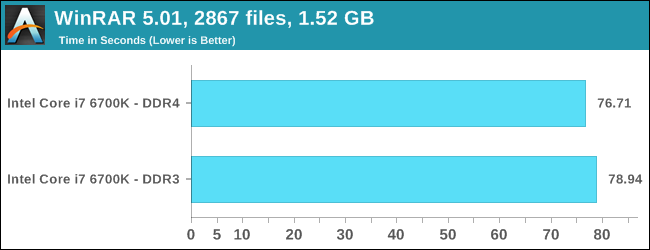 WinRAR 5.01, 2867 files, 1.52 GB
Time in Seconds (Lower is Better)
Intel Core i7 6700K - DDR4 76.71
Intel Core i7 6700K - DDR3 78.94
0 5 10 20 30 40 50 60 70 80